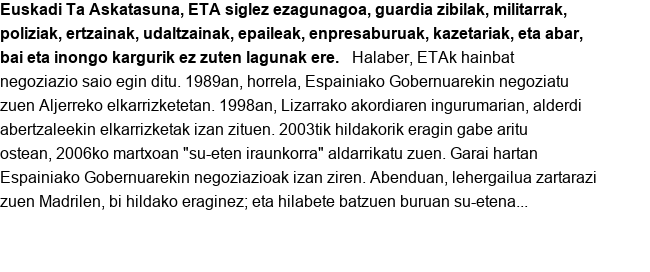 Euskadi Ta Askatasuna, ETA siglez ezagunagoa, guardia zibilak, militarrak,
poliziak, ertzainak, udaltzainak, epaileak, enpresaburuak, kazetariak, eta abar,
bai eta inongo kargurik ez zuten lagunak ere.   Halaber, ETAk hainbat
negoziazio saio egin ditu. 1989an, horrela, Espainiako Gobernuarekin negoziatu
zuen Aljerreko elkarrizketetan. 1998an, Lizarrako akordiaren ingurumarian, alderdi
abertzaleekin elkarrizketak izan zituen. 2003tik hildakorik eragin gabe aritu
ostean, 2006ko martxoan "su-eten iraunkorra" aldarrikatu zuen. Garai hartan
Espainiako Gobernuarekin negoziazioak izan ziren. Abenduan, lehergailua zartarazi
zuen Madrilen, bi hildako eraginez; eta hilabete batzuen buruan su-etena...